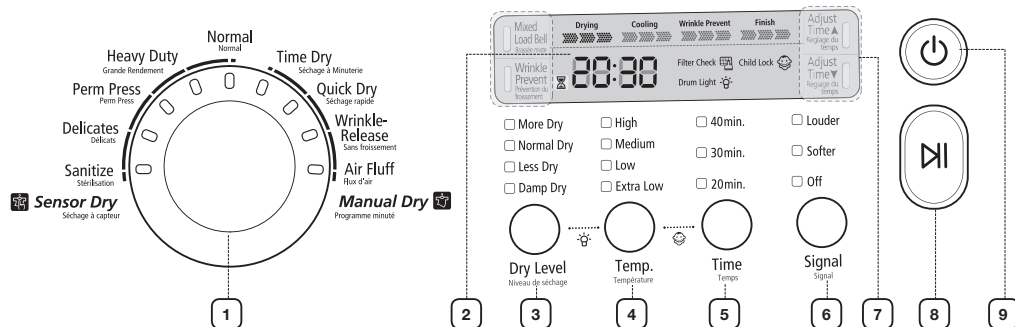 Normal
Normal
Heavy Duty
Grande Rendement
Time Dry
Séchage à Minuterie
Perm Press
Perm Press
Quick Dry
Séchage rapide
Delicates
Délicats
Wrinkle-
Release
Sans froissement
Sanitize
Stérilisation
Air Fluff
Flux d'air
Sensor Dry
Séchage à capteur
Manual Dry
Programme minuté
Mixed
Load Bell
Brassée mixte
Wrinkle
Prevent
Prévention du
froissement
Drying Cooling Wrinkle Prevent Finish
20:30
Filter Check Child Lock
Drum Light
Adjust
Time▲
Réglage du
temps
Adjust
Time▼
Réglage du
temps
More Dry
Normal Dry
Less Dry
Damp Dry
High
Medium
Low
Extra Low
40min.
30min.
20min.
Louder
Softer
Off
Dry Level
Niveau de séchage
Temp.
Température
Time
Temps
Signal
Signal
1 2 3 4 5 6 7 8 9